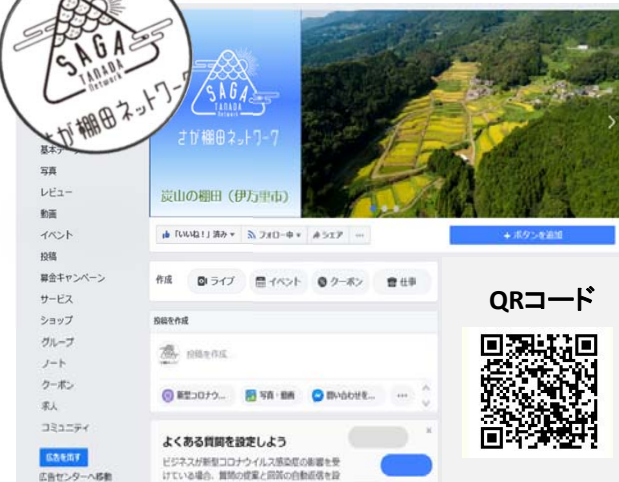 SAGA
TANADA
Network
さが棚田ネットワーク
SAGA
TANADA
Network
さが棚田ネットワーク
炭山の棚田（伊万里市）
基本データ
写真
レビュー
動画
イベント
投稿
募金キャンペーン
サービス
ショップ
グループ
ノート
クーポン
求人
コミュニティ
広告を出す
広告センターへ移動
「いいね！」済み
フォロー中
シェア
+ ボタンを追加
作成
ライブ
イベント
クーポン
仕事
投稿を作成
投稿を作成...
新型コロナウ...
写真・動画
問い合わせを...
よくある質問を設定しよう
ビジネスが新型コロナウイルス感染症の影響を受
けている場合、質問の提案と回答の自動返信を設
QRコード